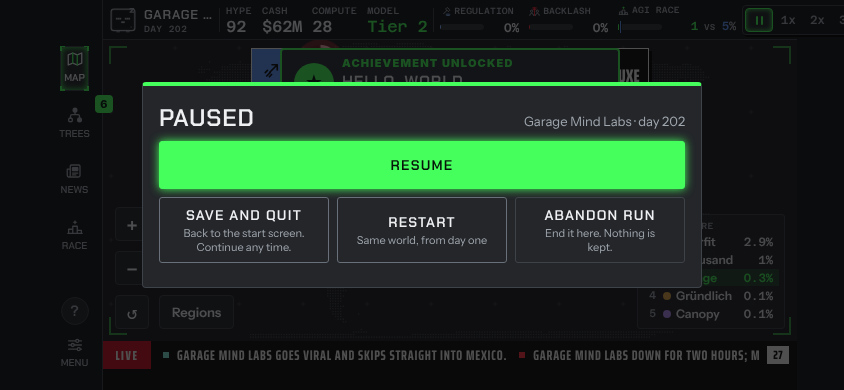 GARAGE ...
DAY 202
HYPE
92
CASH
$62M
COMPUTE
28
MODEL
Tier 2
REGULATION
0%
BACKLASH
0%
AGI RACE
1 vs 5%
1x
2x
MAP
6
TREES
NEWS
RACE
?
MENU
ACHIEVEMENT UNLOCKED
HELLO, WORLD
PAUSED
Garage Mind Labs · day 202
RESUME
SAVE AND QUIT
Back to the start screen.
Continue any time.
RESTART
Same world, from day one
ABANDON RUN
End it here. Nothing is
kept.
+
−
↺
Regions
2.9%
1%
0.3%
4 Gründlich 0.1%
5 Canopy 0.1%
LIVE
GARAGE MIND LABS GOES VIRAL AND SKIPS STRAIGHT INTO MEXICO.
GARAGE MIND LABS DOWN FOR TWO HOURS; M
27